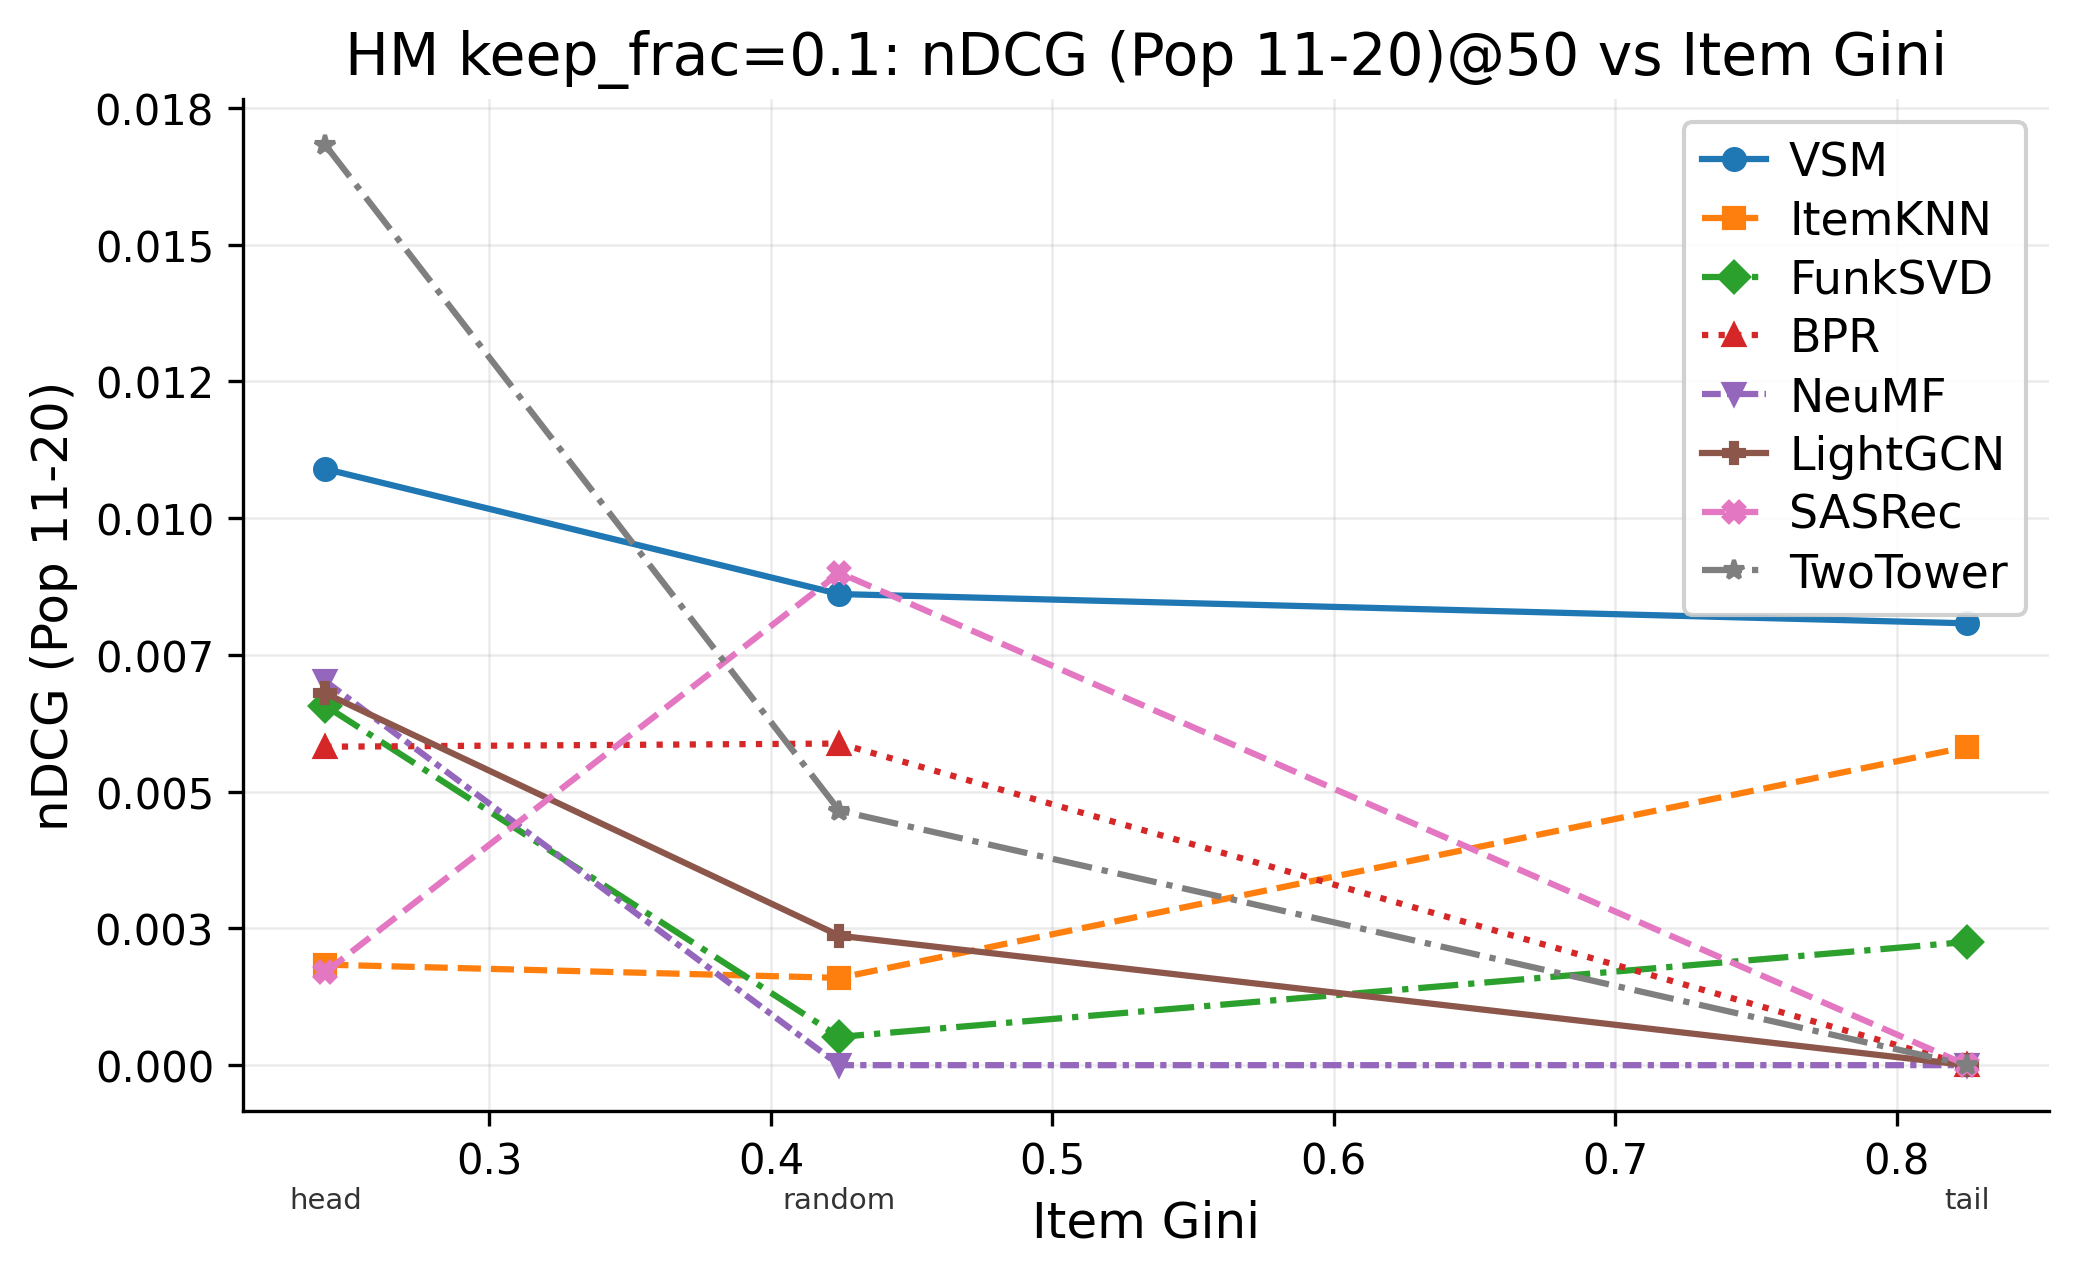 HM keep_frac=0.1: nDCG (Pop 11-20)@50 vs Item Gini
nDCG (Pop 11-20)
0.018
0.015
0.012
0.010
0.007
0.005
0.003
0.000
VSM
ItemKNN
FunkSVD
BPR
NeuMF
LightGCN
SASRec
TwoTower
0.3 0.4 0.5 0.6 0.7 0.8
head random tail
Item Gini